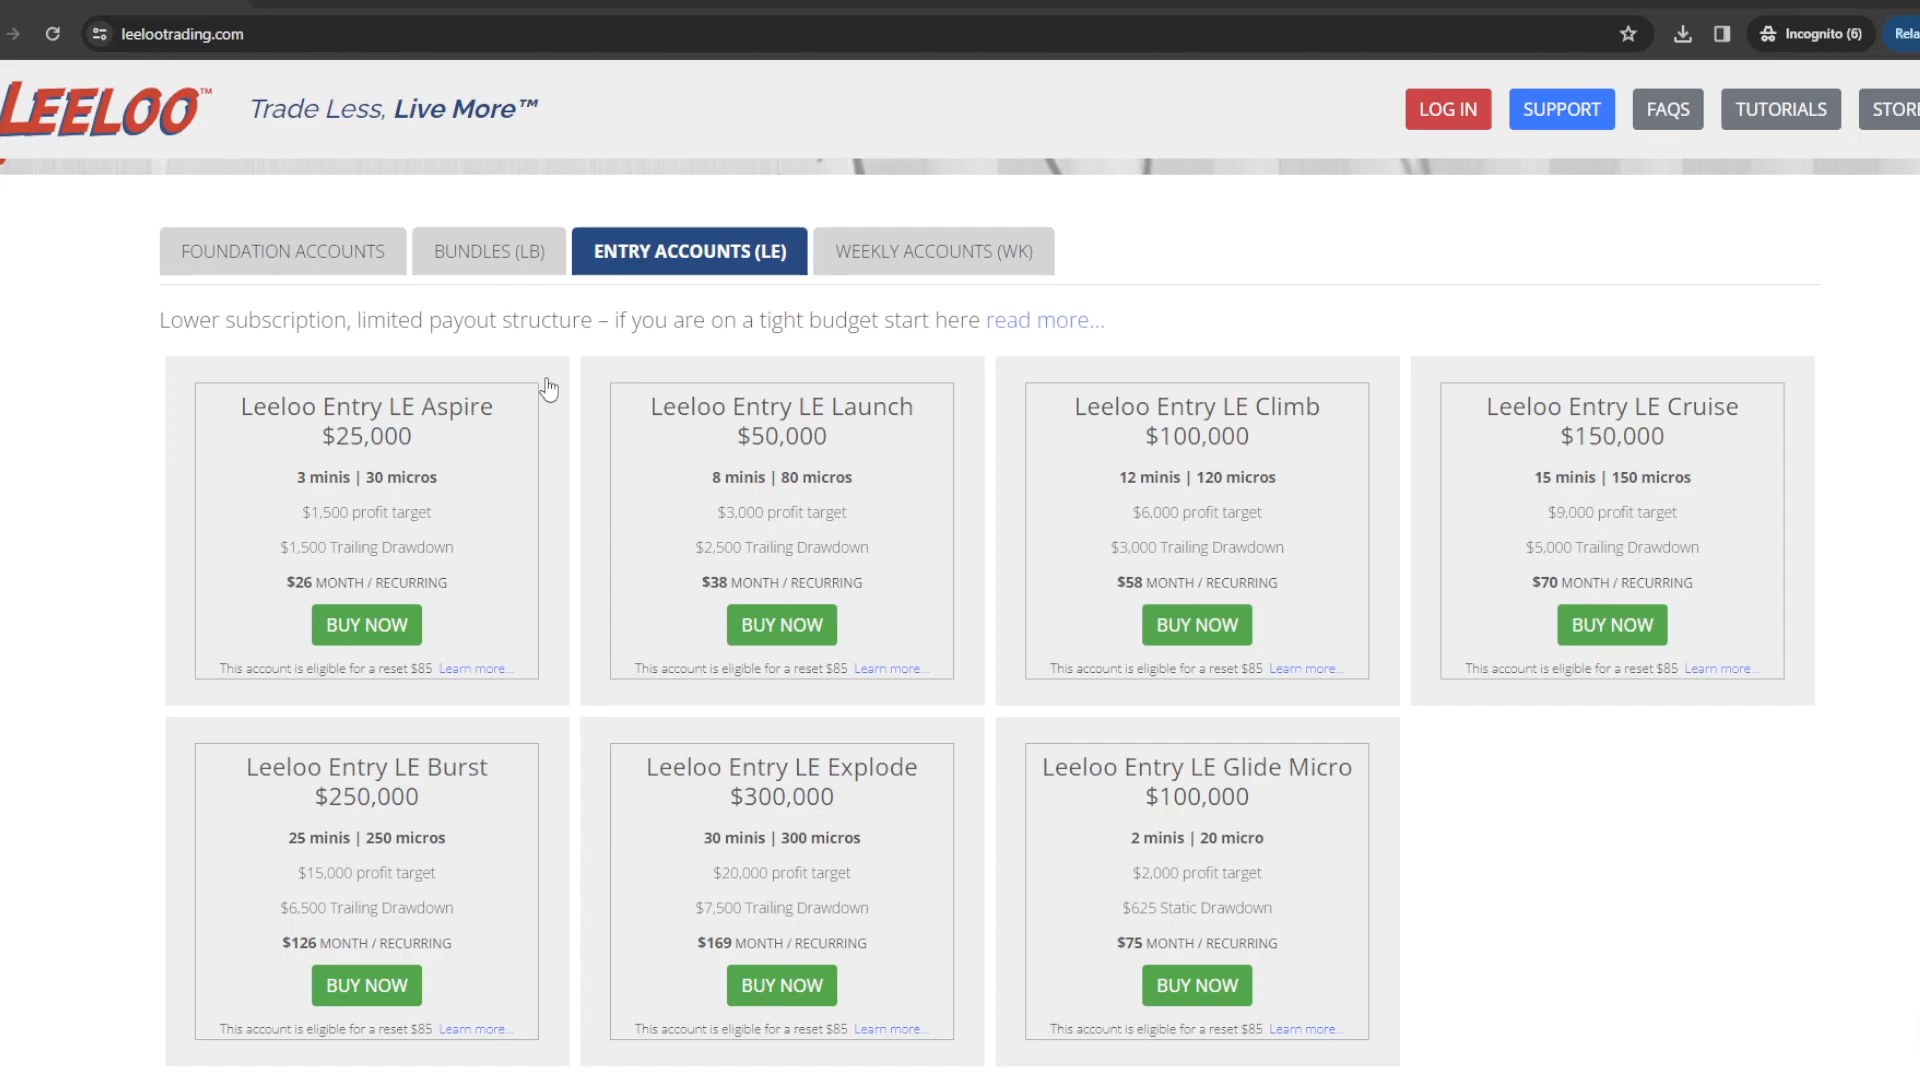 leelootrading.com
Incognito (6)
Rela
LEELOO™
Trade Less, Live More™
LOG IN
SUPPORT
FAQS
TUTORIALS
STORE
FOUNDATION ACCOUNTS
BUNDLES (LB)
ENTRY ACCOUNTS (LE)
WEEKLY ACCOUNTS (WK)
Lower subscription, limited payout structure – if you are on a tight budget start here read more...
Leeloo Entry LE Aspire
$25,000
3 minis | 30 micros
$1,500 profit target
$1,500 Trailing Drawdown
$26 MONTH / RECURRING
BUY NOW
This account is eligible for a reset $85 Learn more...
Leeloo Entry LE Launch
$50,000
8 minis | 80 micros
$3,000 profit target
$2,500 Trailing Drawdown
$38 MONTH / RECURRING
BUY NOW
This account is eligible for a reset $85 Learn more...
Leeloo Entry LE Climb
$100,000
12 minis | 120 micros
$6,000 profit target
$3,000 Trailing Drawdown
$58 MONTH / RECURRING
BUY NOW
This account is eligible for a reset $85 Learn more...
Leeloo Entry LE Cruise
$150,000
15 minis | 150 micros
$9,000 profit target
$5,000 Trailing Drawdown
$70 MONTH / RECURRING
BUY NOW
This account is eligible for a reset $85 Learn more...
Leeloo Entry LE Burst
$250,000
25 minis | 250 micros
$15,000 profit target
$6,500 Trailing Drawdown
$126 MONTH / RECURRING
BUY NOW
This account is eligible for a reset $85 Learn more...
Leeloo Entry LE Explode
$300,000
30 minis | 300 micros
$20,000 profit target
$7,500 Trailing Drawdown
$169 MONTH / RECURRING
BUY NOW
This account is eligible for a reset $85 Learn more...
Leeloo Entry LE Glide Micro
$100,000
2 minis | 20 micro
$2,000 profit target
$625 Static Drawdown
$75 MONTH / RECURRING
BUY NOW
This account is eligible for a reset $85 Learn more...